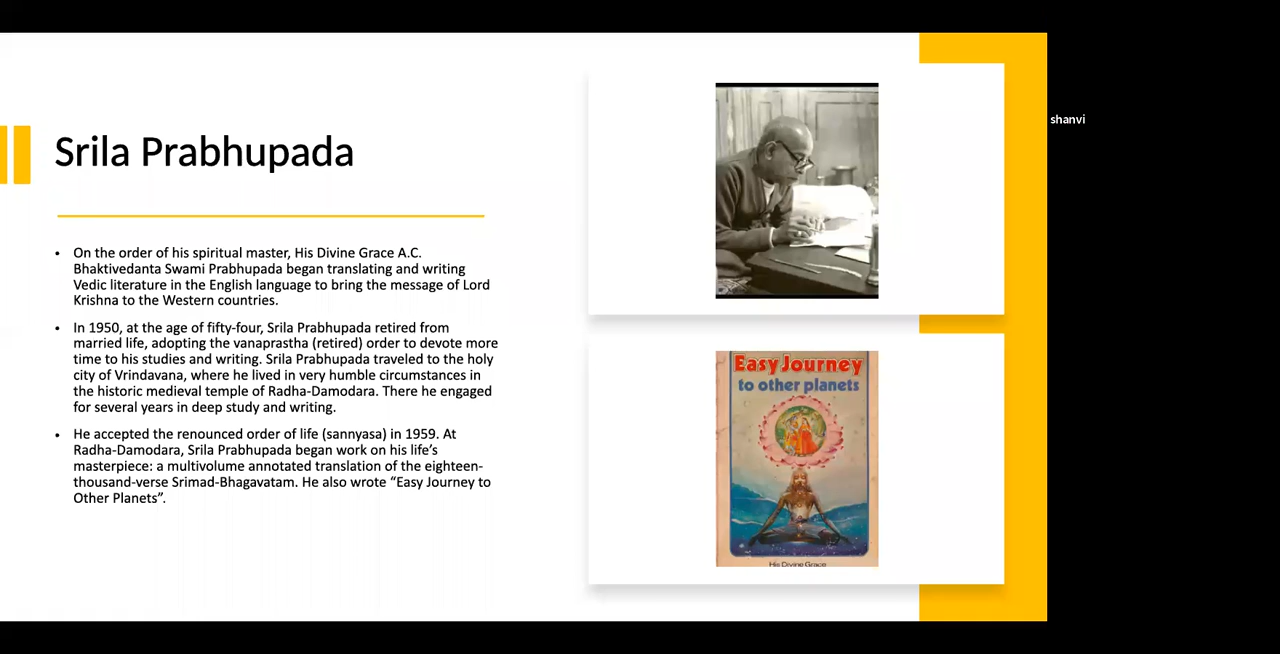 Srila Prabhupada
• On the order of his spiritual master, His Divine Grace A.C.
Bhaktivedanta Swami Prabhupada began translating and writing
Vedic literature in the English language to bring the message of Lord
Krishna to the Western countries.
• In 1950, at the age of fifty-four, Srila Prabhupada retired from
married life, adopting the vanaprastha (retired) order to devote more
time to his studies and writing. Srila Prabhupada traveled to the holy
city of Vrindavana, where he lived in very humble circumstances in
the historic medieval temple of Radha-Damodara. There he engaged
for several years in deep study and writing.
• He accepted the renounced order of life (sannyasa) in 1959. At
Radha-Damodara, Srila Prabhupada began work on his life’s
masterpiece: a multivolume annotated translation of the eighteen-
thousand-verse Srimad-Bhagavatam. He also wrote “Easy Journey to
Other Planets”.
Easy Journey
to other planets
His Divine Grace
shanvi